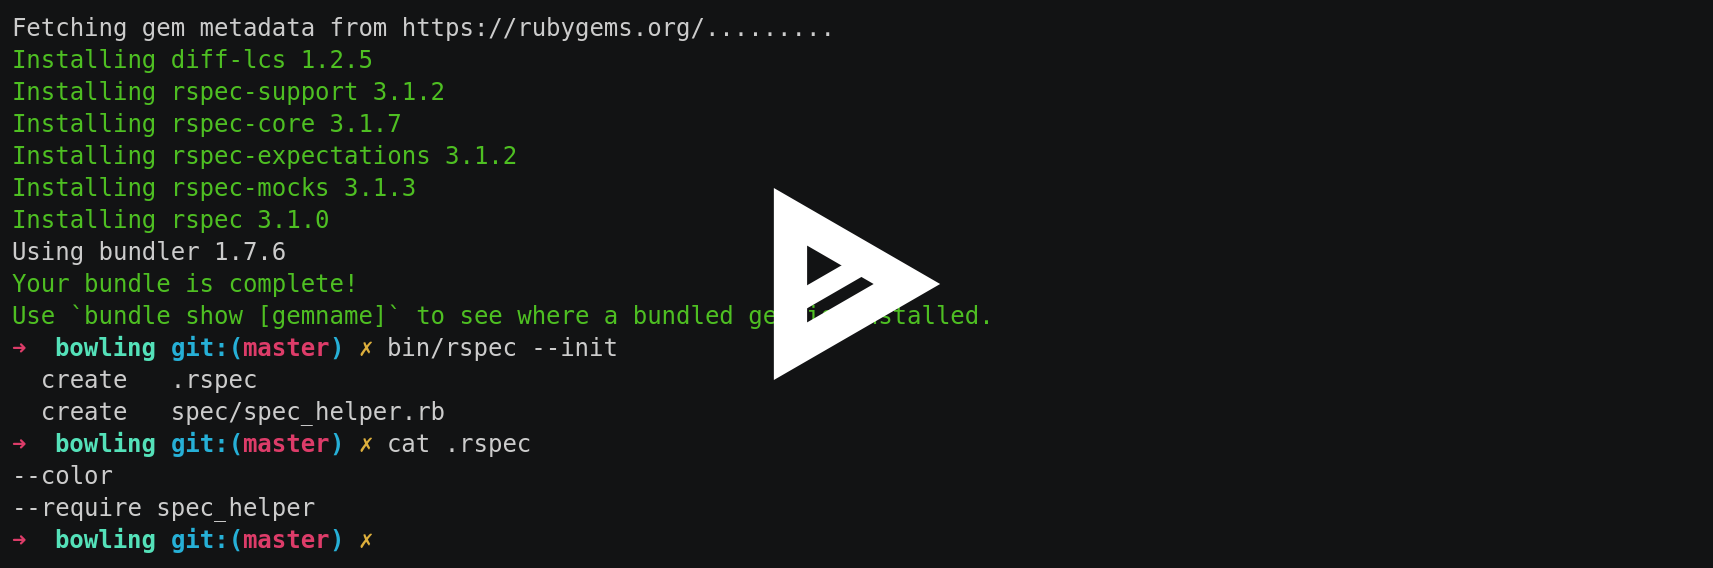 Fetching gem metadata from https://rubygems.org/.........
Installing diff-lcs 1.2.5
Installing rspec-support 3.1.2
Installing rspec-core 3.1.7
Installing rspec-expectations 3.1.2
Installing rspec-mocks 3.1.3
Installing rspec 3.1.0
Using bundler 1.7.6
Your bundle is complete!
Use `bundle show [gemname]` to see where a bundled gem is installed.
➜  bowling git:(master) ✗ bin/rspec --init
  create   .rspec
  create   spec/spec_helper.rb
➜  bowling git:(master) ✗ cat .rspec
--color
--require spec_helper
➜  bowling git:(master) ✗